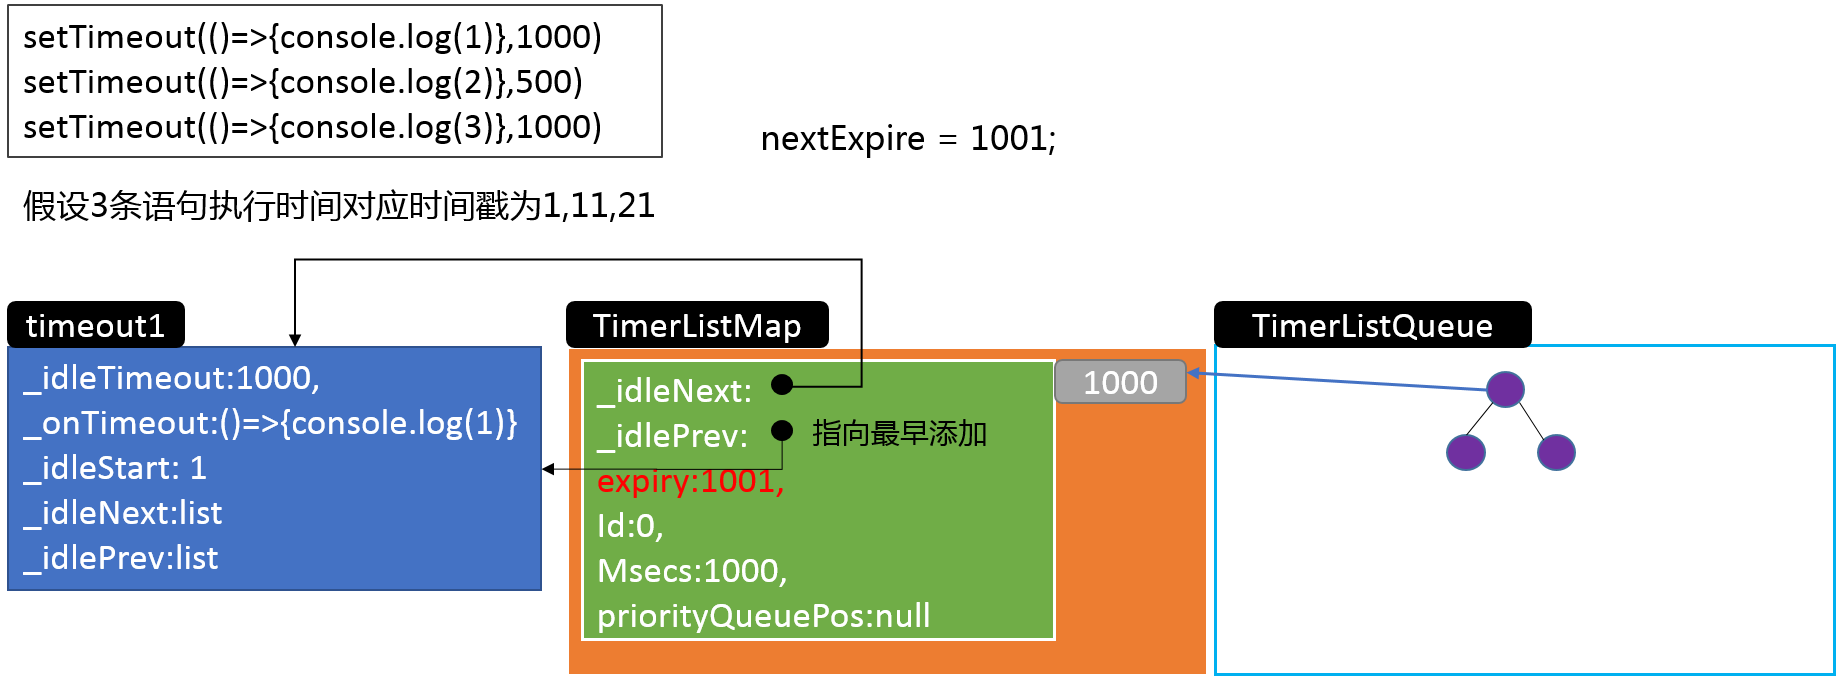 setTimeout(()=>{console.log(1)},1000)
setTimeout(()=>{console.log(2)},500)
setTimeout(()=>{console.log(3)},1000)
nextExpire = 1001;
假设3条语句执行时间对应时间戳为1,11,21
timeout1
_idleTimeout:1000,
_onTimeout:()=>{console.log(1)}
_idleStart: 1
_idleNext:list
_idlePrev:list
TimerListMap
_idleNext:
_idlePrev:
指向最早添加
expiry:1001,
Id:0,
Msecs:1000,
priorityQueuePos:null
1000
TimerListQueue